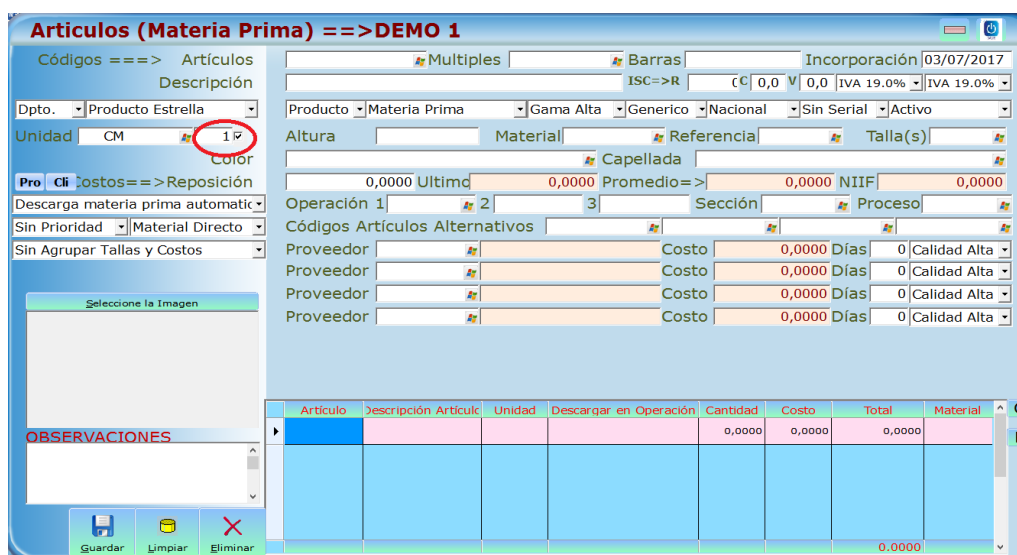 Articulos (Materia Prima) ==>DEMO 1
Códigos ===> Artículos Multiples Barras Incorporación 03/07/2017
Descripción ISC=>R C 0,0 V 0,0 IVA 19.0% IVA 19.0%
Dpto. Producto Estrella Producto Materia Prima Gama Alta Generico Nacional Sin Serial Activo
Unidad CM 1 Altura Material Referencia Talla(s)
Color Capellada
Pro Cli Costos==>Reposición 0,0000 Ultimo 0,0000 Promedio=> 0,0000 NIIF 0,0000
Descarga materia prima automatic Operación 1 2 3 Sección Proceso
Sin Prioridad Material Directo Códigos Artículos Alternativos
Sin Agrupar Tallas y Costos Proveedor Costo 0,0000 Días 0 Calidad Alta
Proveedor Costo 0,0000 Días 0 Calidad Alta
Seleccione la Imagen Proveedor Costo 0,0000 Días 0 Calidad Alta
Proveedor Costo 0,0000 Días 0 Calidad Alta
Artículo Descripción Artículo Unidad Descargar en Operación Cantidad Costo Total Material
0,0000 0,0000 0,0000
OBSERVACIONES
Guardar Limpiar Eliminar 0.0000